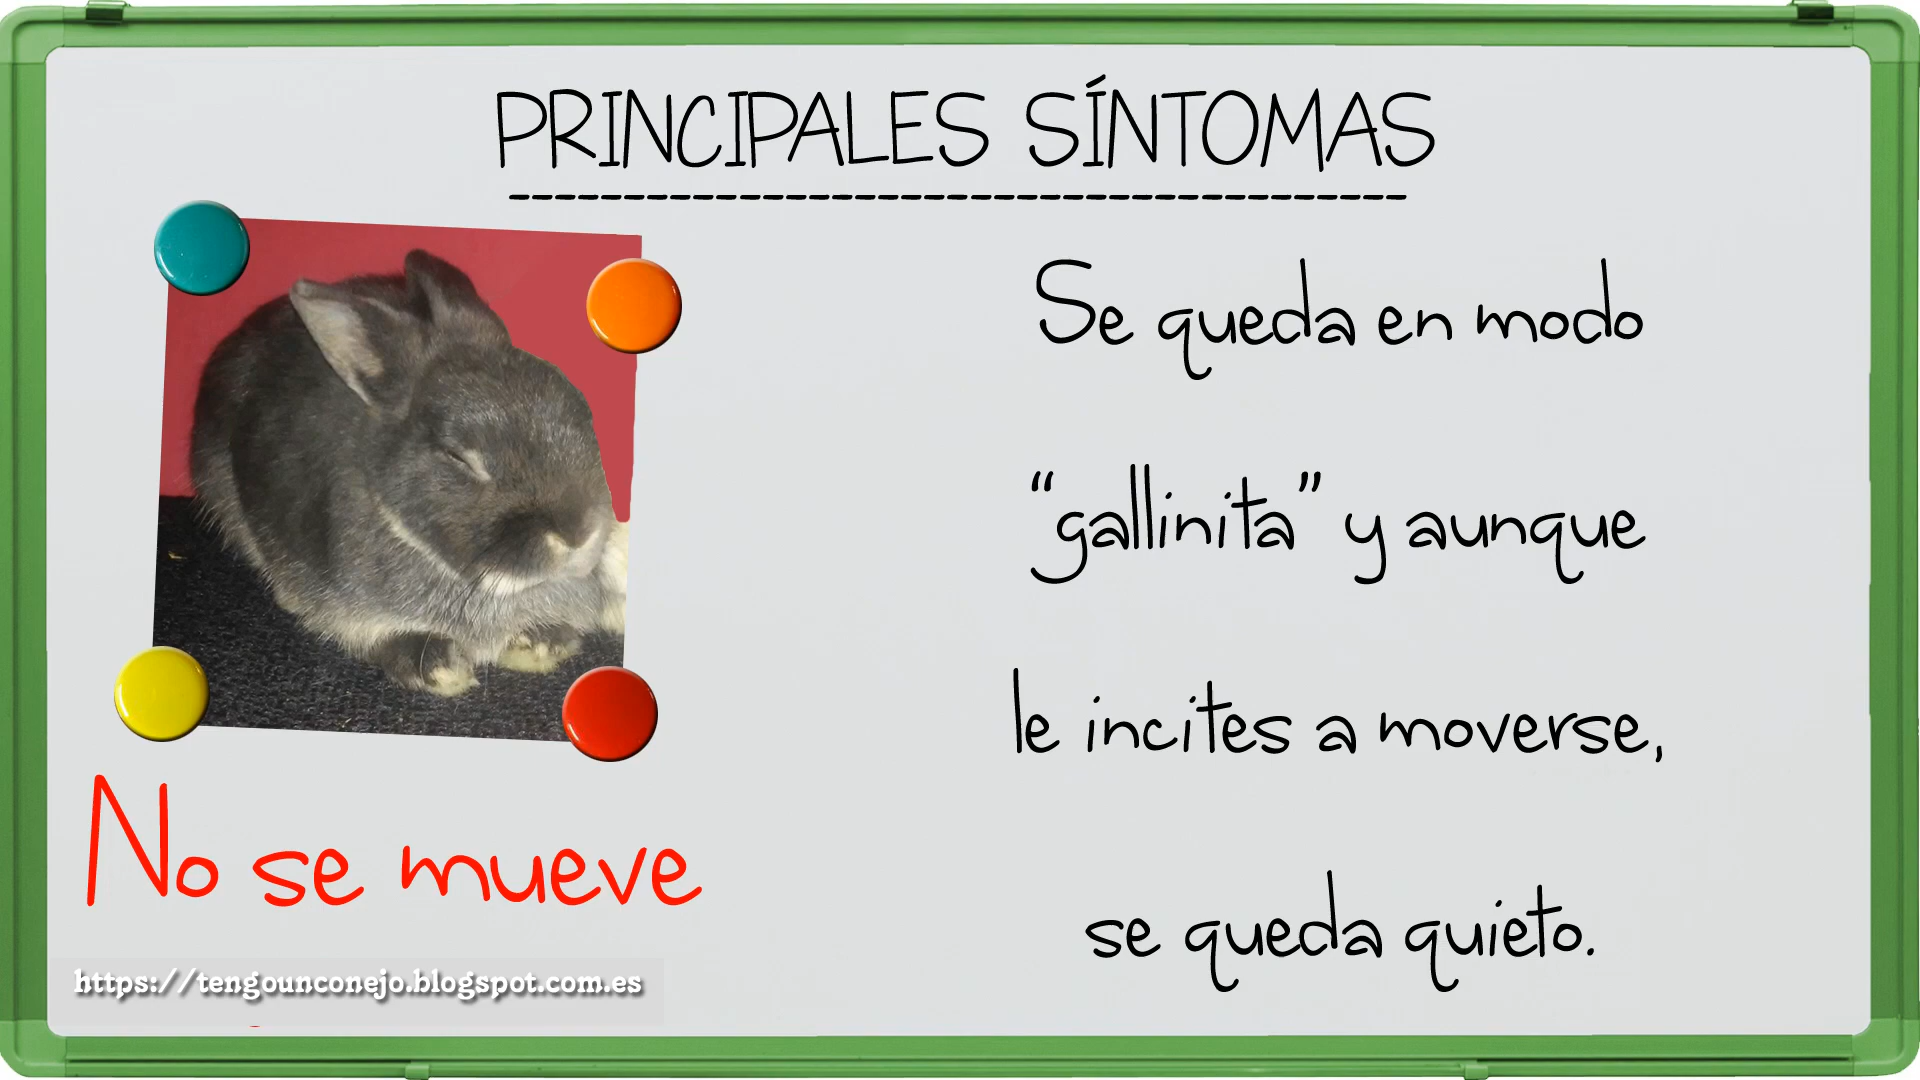 PRINCIPALES SÍNTOMAS
Se queda en modo
“gallinita” y aunque
le incites a moverse,
se queda quieto.
No se mueve
https://tengounconejo.blogspot.com.es